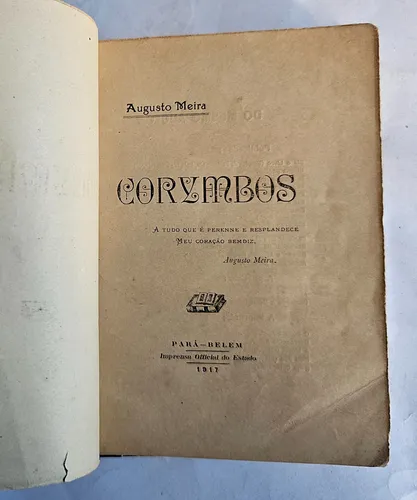 Augusto Meira
CORYMBOS
A TUDO QUE É PERENNE E RESPLANDECE
MEU CORAÇÃO BEMDIZ.
Augusto Meira.
PARÁ—BELEM
Imprensa Official do Estado
1917